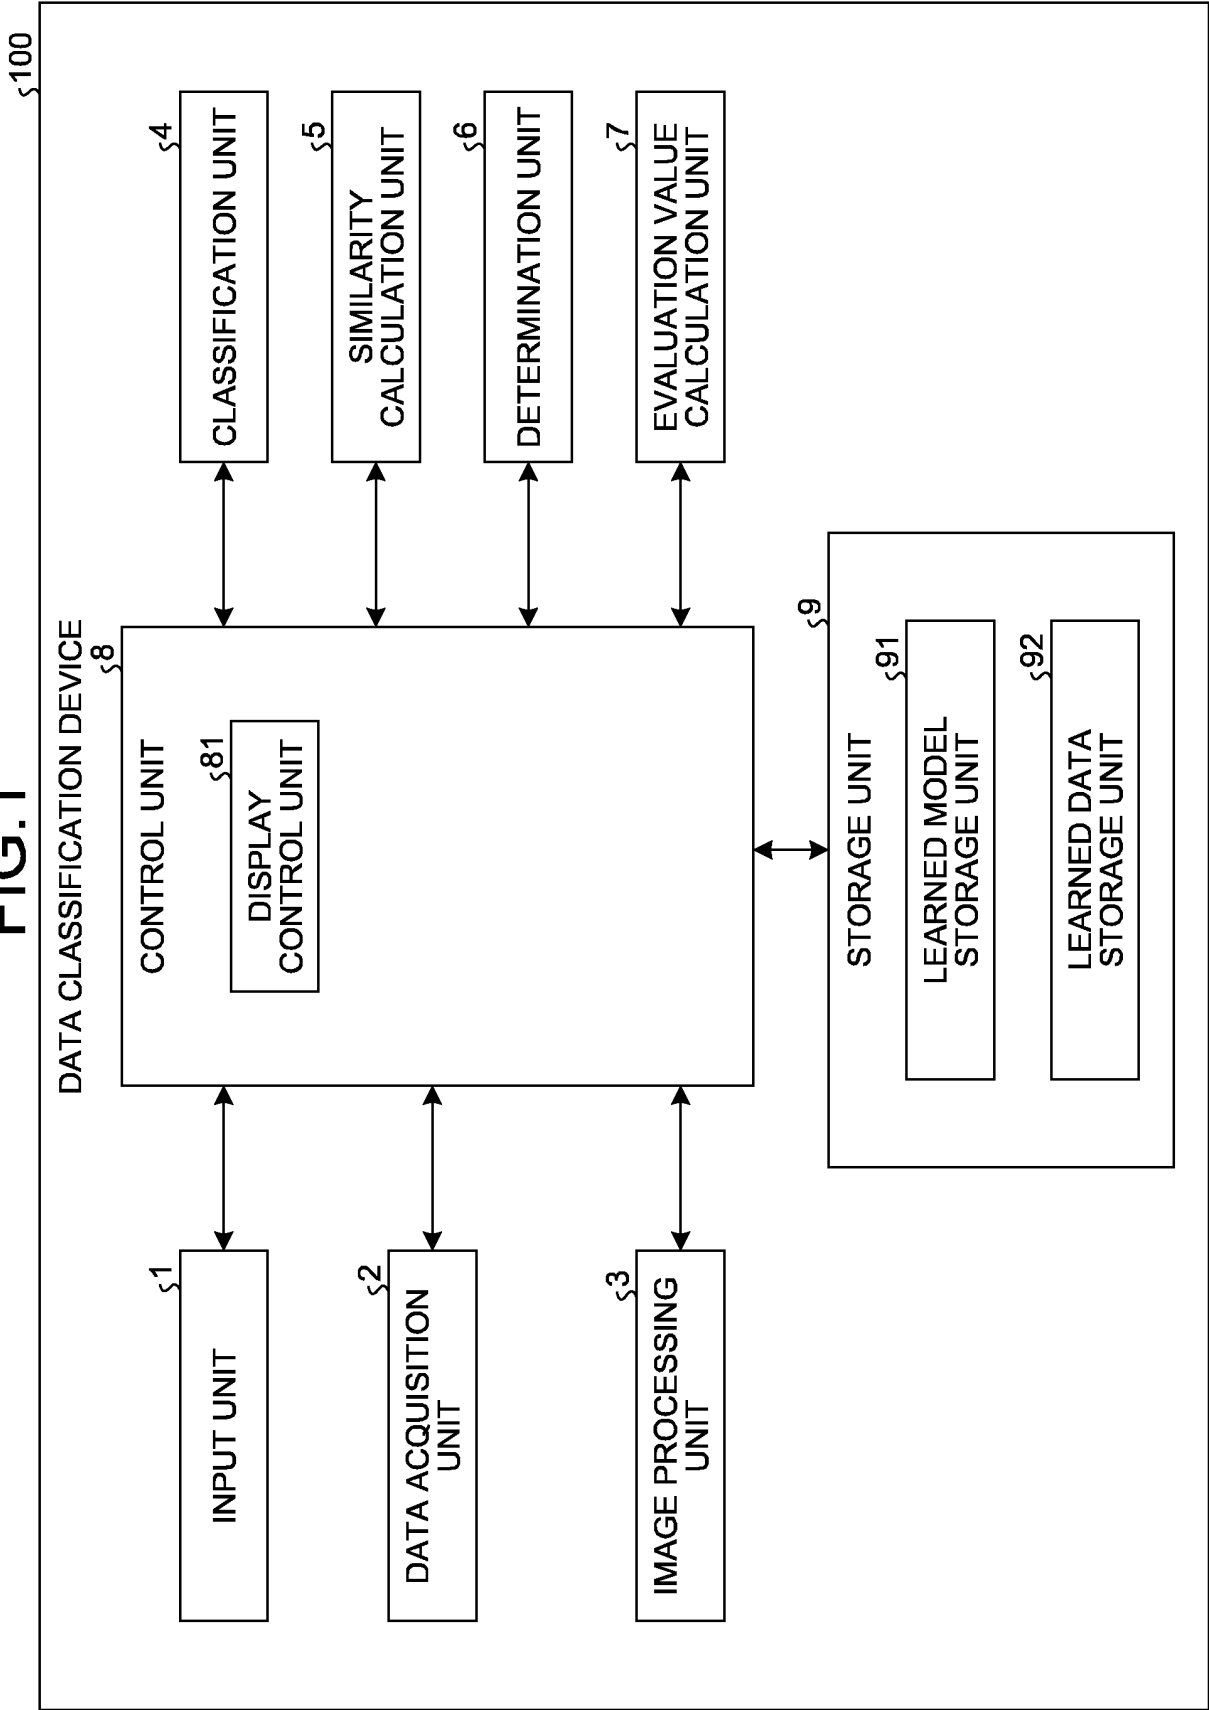 FIG.1
100
DATA CLASSIFICATION DEVICE
8
CONTROL UNIT
81
DISPLAY
CONTROL UNIT
1
INPUT UNIT
2
DATA ACQUISITION
UNIT
3
IMAGE PROCESSING
UNIT
4
CLASSIFICATION UNIT
5
SIMILARITY
CALCULATION UNIT
6
DETERMINATION UNIT
7
EVALUATION VALUE
CALCULATION UNIT
9
STORAGE UNIT
91
LEARNED MODEL
STORAGE UNIT
92
LEARNED DATA
STORAGE UNIT